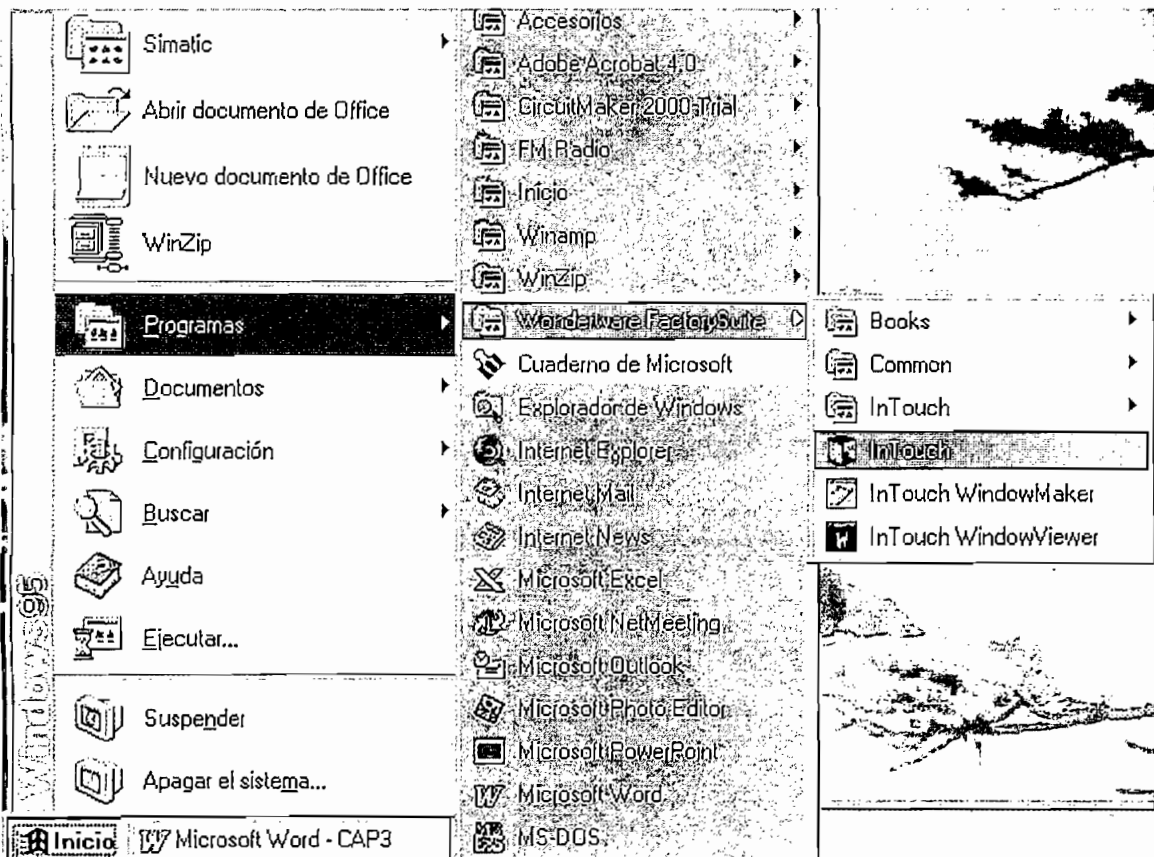 Simatic
Abrir documento de Office
Nuevo documento de Office
WinZip
Programas
Documentos
Configuración
Buscar
Ayuda
Ejecutar...
Suspender
Apagar el sistema...
Windows95
Inicio
Microsoft Word - CAP3
Accesorios
Adobe Acrobat 4.0
CircuitMaker 2000 Trial
FM Radio
Inicio
Winamp
WinZip
Wonderware FactorySuite
Cuaderno de Microsoft
Explorador de Windows
Internet Explorer
Internet Mail
Internet News
Microsoft Excel
Microsoft NetMeeting
Microsoft Outlook
Microsoft Photo Editor
Microsoft PowerPoint
Microsoft Word
MS-DOS
Books
Common
InTouch
InTouch
InTouch WindowMaker
InTouch WindowViewer